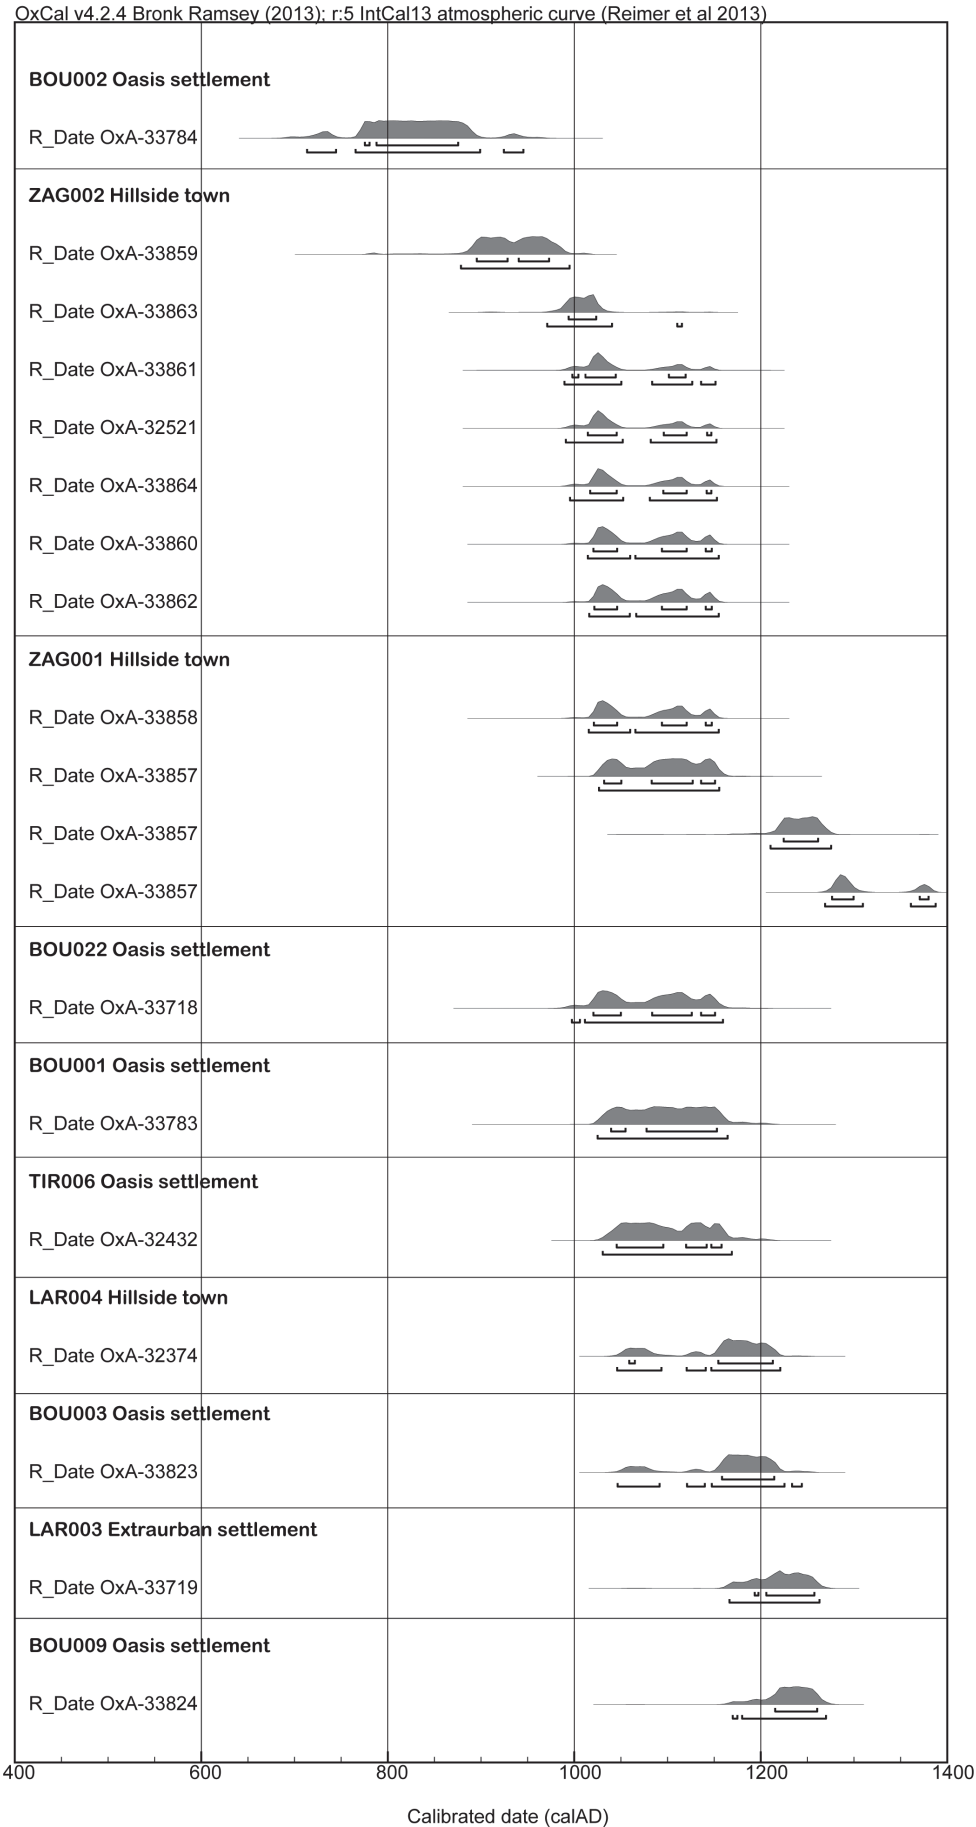 OxCal v4.2.4 Bronk Ramsey (2013); r:5 IntCal13 atmospheric curve (Reimer et al 2013)
BOU002 Oasis settlement
R_Date OxA-33784
ZAG002 Hillside town
R_Date OxA-33859
R_Date OxA-33863
R_Date OxA-33861
R_Date OxA-32521
R_Date OxA-33864
R_Date OxA-33860
R_Date OxA-33862
ZAG001 Hillside town
R_Date OxA-33858
R_Date OxA-33857
R_Date OxA-33857
R_Date OxA-33857
BOU022 Oasis settlement
R_Date OxA-33718
BOU001 Oasis settlement
R_Date OxA-33783
TIR006 Oasis settlement
R_Date OxA-32432
LAR004 Hillside town
R_Date OxA-32374
BOU003 Oasis settlement
R_Date OxA-33823
LAR003 Extraurban settlement
R_Date OxA-33719
BOU009 Oasis settlement
R_Date OxA-33824
400 600 800 1000 1200 1400
Calibrated date (calAD)